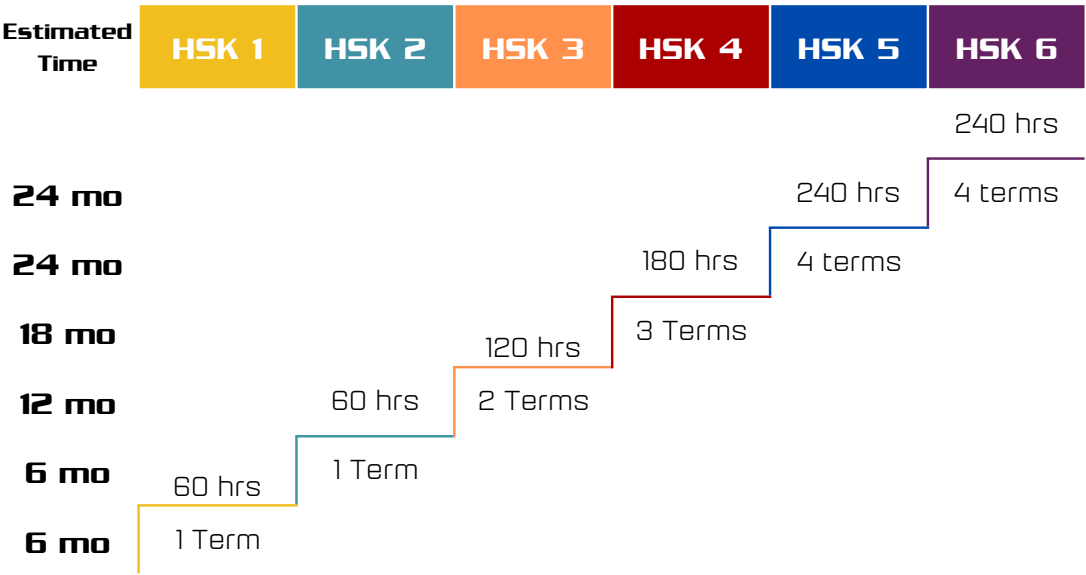 Estimated
Time
HSK 1
HSK 2
HSK 3
HSK 4
HSK 5
HSK 6
240 hrs
24 mo
240 hrs
4 terms
24 mo
180 hrs
4 terms
18 mo
120 hrs
3 Terms
12 mo
60 hrs
2 Terms
6 mo
60 hrs
1 Term
6 mo
1 Term